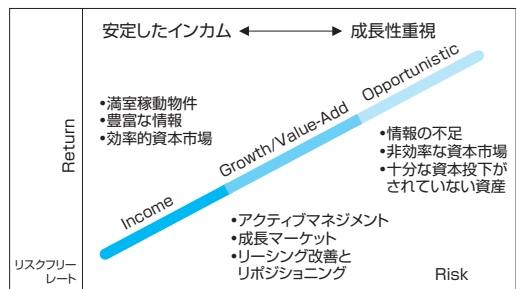 安定したインカム
成長性重視
•満室稼動物件
•豊富な情報
•効率的資本市場
Return
Income
Growth/Value-Add
Opportunistic
•情報の不足
•非効率な資本市場
•十分な資本投下が
されていない資産
•アクティブマネジメント
•成長マーケット
•リーシング改善と
リポジショニング
リスクフリー
レート
Risk